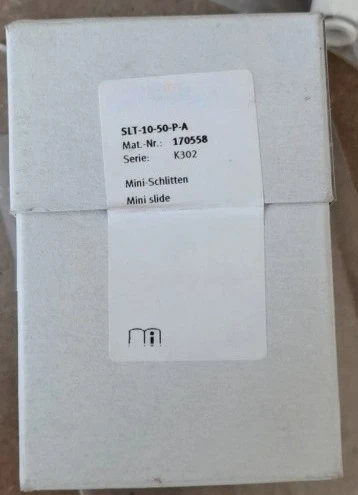 SLT-10-50-P-A
Mat.-Nr.: 170558
Serie: K302
Mini-Schlitten
Mini slide